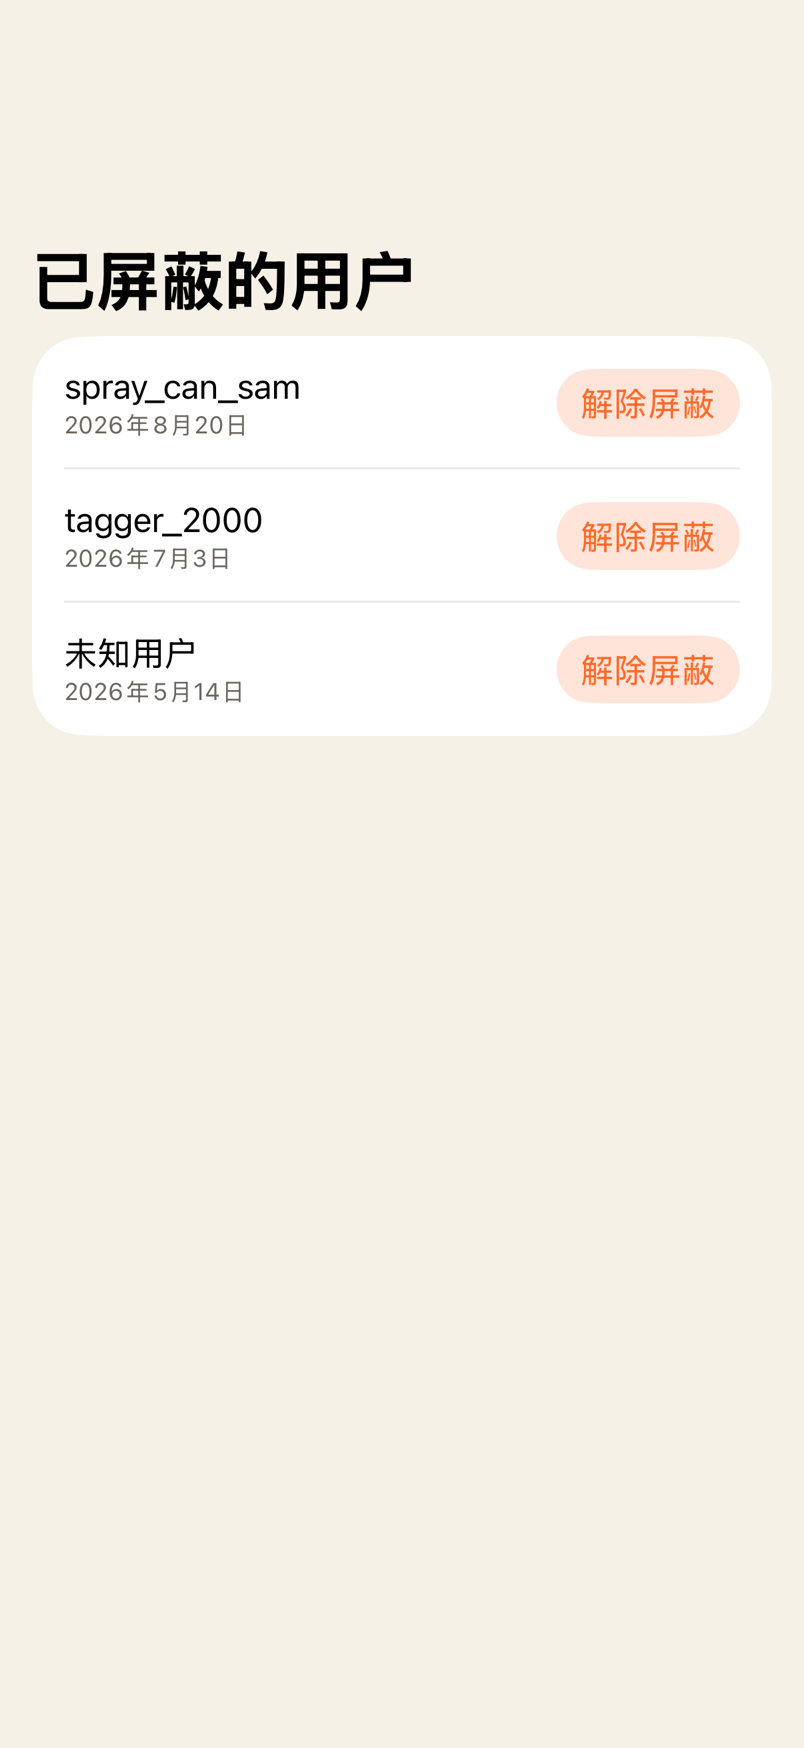 已屏蔽的用户
spray_can_sam
解除屏蔽
2026年8月20日
tagger_2000
解除屏蔽
2026年7月3日
未知用户
解除屏蔽
2026年5月14日